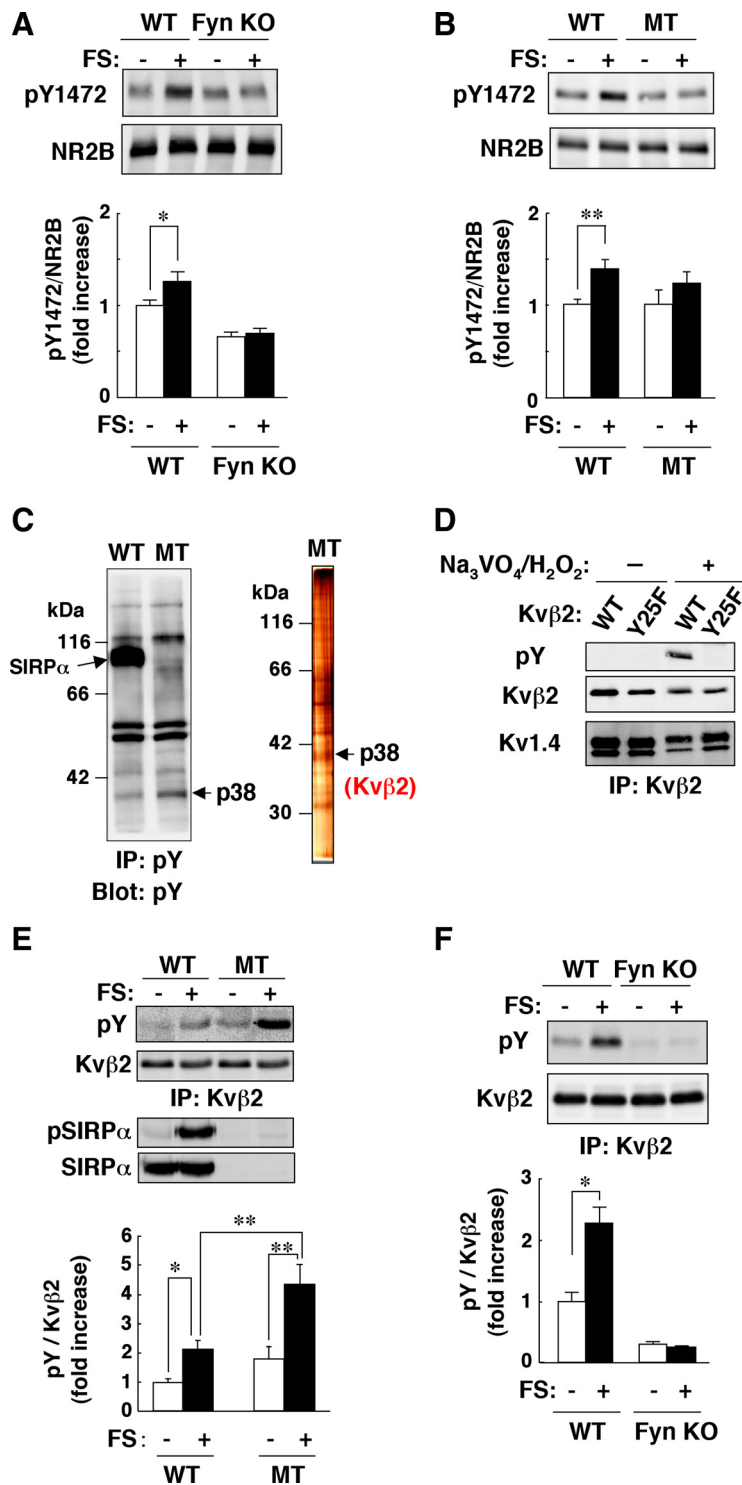 A
WT Fyn KO
FS: - + - +
pY1472
NR2B
pY1472/NR2B
(fold increase)
2
1
0
*
FS: - + - +
WT Fyn KO
B
WT MT
FS: - + - +
pY1472
NR2B
pY1472/NR2B
(fold increase)
2
1
0
**
FS: - + - +
WT MT
C
WT MT
kDa
116
SIRPα
66
42
p38
IP: pY
Blot: pY
MT
kDa
116
66
42
p38
(Kvβ2)
30
D
Na3VO4/H2O2: – +
Kvβ2: WT Y25F WT Y25F
pY
Kvβ2
Kv1.4
IP: Kvβ2
E
WT MT
FS: - + - +
pY
Kvβ2
IP: Kvβ2
pSIRPα
SIRPα
pY / Kvβ2
(fold increase)
6
5
4
3
2
1
0
*
**
**
FS : - + - +
WT MT
F
WT Fyn KO
FS: - + - +
pY
Kvβ2
IP: Kvβ2
pY / Kvβ2
(fold increase)
3
2
1
0
*
FS: - + - +
WT Fyn KO